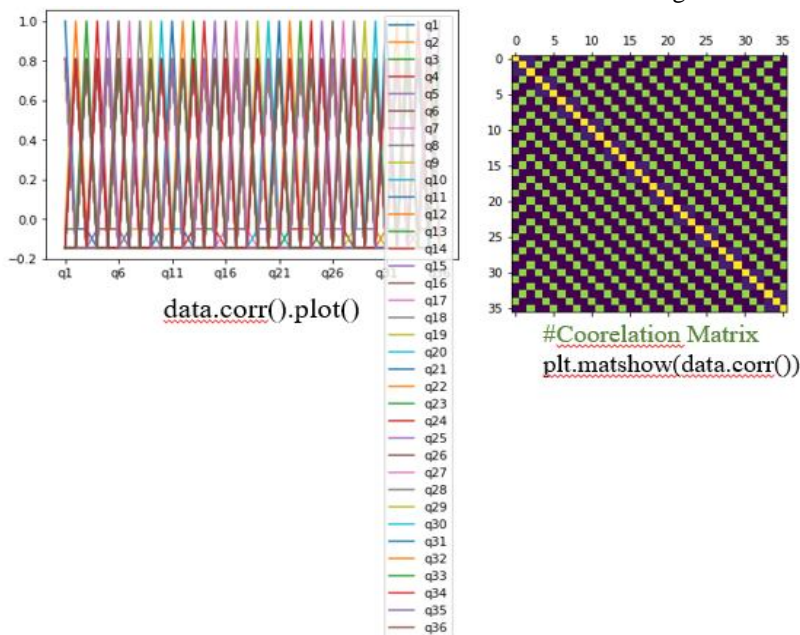 1.0
0.8
0.6
0.4
0.2
0.0
−0.2
q1
q6
q11
q16
q21
q26
q1
q2
q3
q4
q5
q6
q7
q8
q9
q10
q11
q12
q13
q14
q15
q16
q17
q18
q19
q20
q21
q22
q23
q24
q25
q26
q27
q28
q29
q30
q31
q32
q33
q34
q35
q36
data.corr().plot()
0 5 10 15 20 25 30 35
0
5
10
15
20
25
30
35
#Coorelation Matrix
plt.matshow(data.corr())